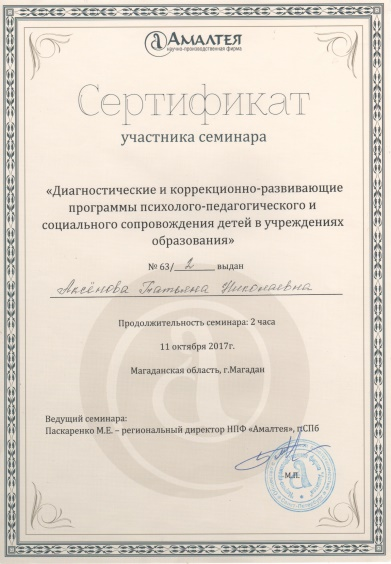 Амалтея
научно-производственная фирма
Сертификат
участника семинара
«Диагностические и коррекционно-развивающие
программы психолого-педагогического и
социального сопровождения детей в учреждениях
образования»
№ 63/ 2 выдан
Аксёнова Татьяна Николаевна
Продолжительность семинара: 2 часа
11 октября 2017г.
Магаданская область, г.Магадан
Ведущий семинара:
Паскаренко М.Е. – региональный директор НПФ «Амалтея», г.СПб
М.П.